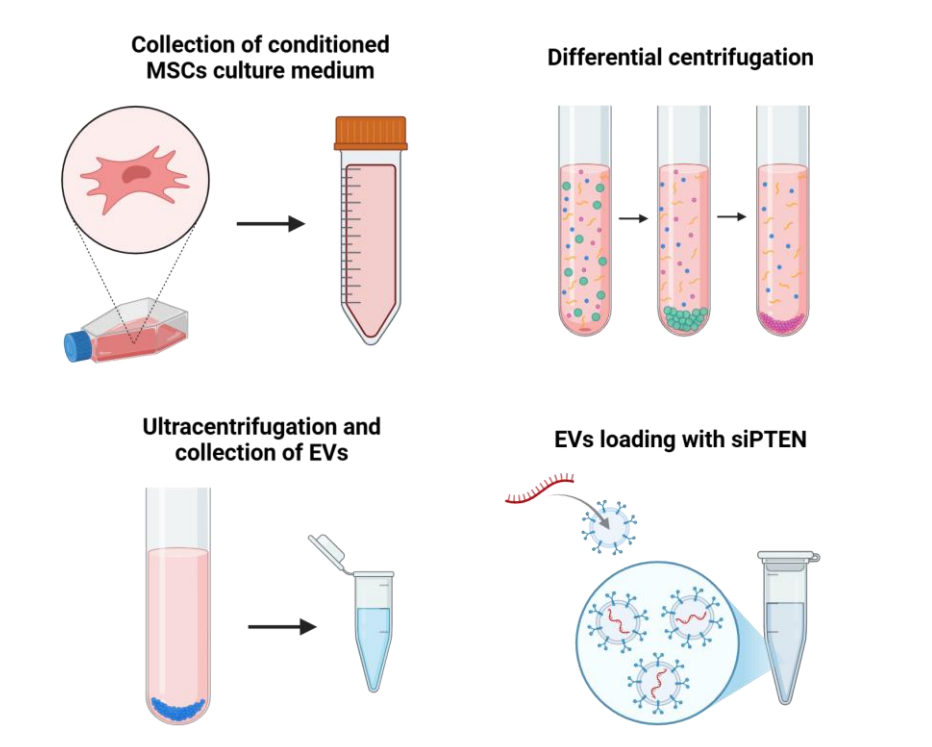 Collection of conditioned
MSCs culture medium
Differential centrifugation
Ultracentrifugation and
collection of EVs
EVs loading with siPTEN